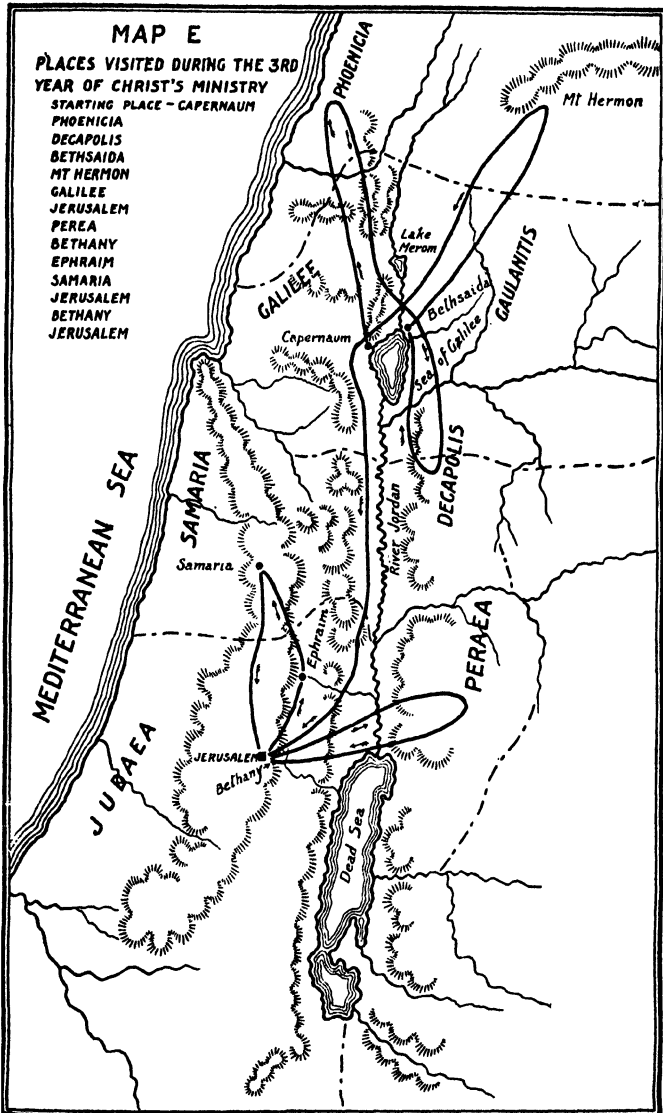 MAP E
PLACES VISITED DURING THE 3RD
YEAR OF CHRIST'S MINISTRY
STARTING PLACE - CAPERNAUM
PHOENICIA
DECAPOLIS
BETHSAIDA
MT HERMON
GALILEE
JERUSALEM
PEREA
BETHANY
EPHRAIM
SAMARIA
JERUSALEM
BETHANY
JERUSALEM
PHOENICIA
Mt Hermon
Lake
Merom
GALILEE
GAULANITIS
Bethsaida
Capernaum
Sea of Galilee
DECAPOLIS
MEDITERRANEAN SEA
SAMARIA
River Jordan
Samaria
Ephraim
PERAEA
JERUSALEM
Bethany
JUDAEA
Dead Sea